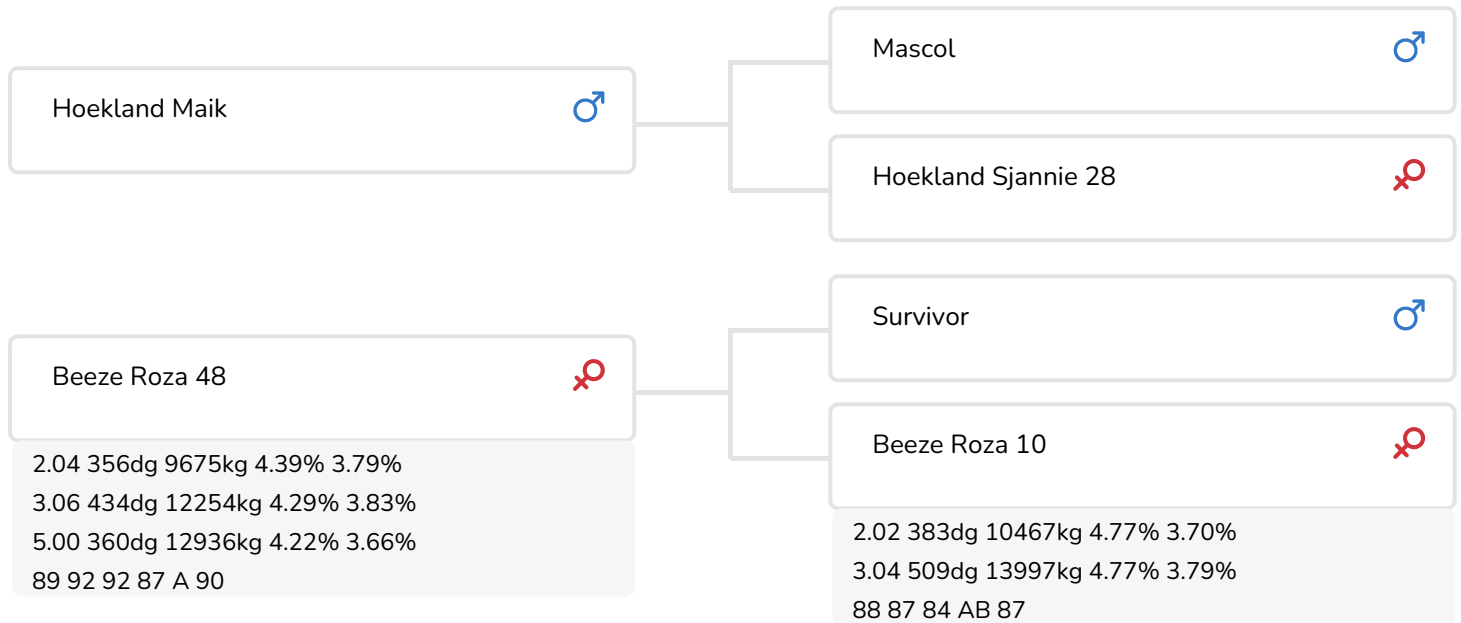 Hoekland Maik
Mascol
Hoekland Sjannie 28
Beeze Roza 48
2.04 356dg 9675kg 4.39% 3.79%
3.06 434dg 12254kg 4.29% 3.83%
5.00 360dg 12936kg 4.22% 3.66%
89 92 92 87 A 90
Survivor
Beeze Roza 10
2.02 383dg 10467kg 4.77% 3.70%
3.04 509dg 13997kg 4.77% 3.79%
88 87 84 AB 87